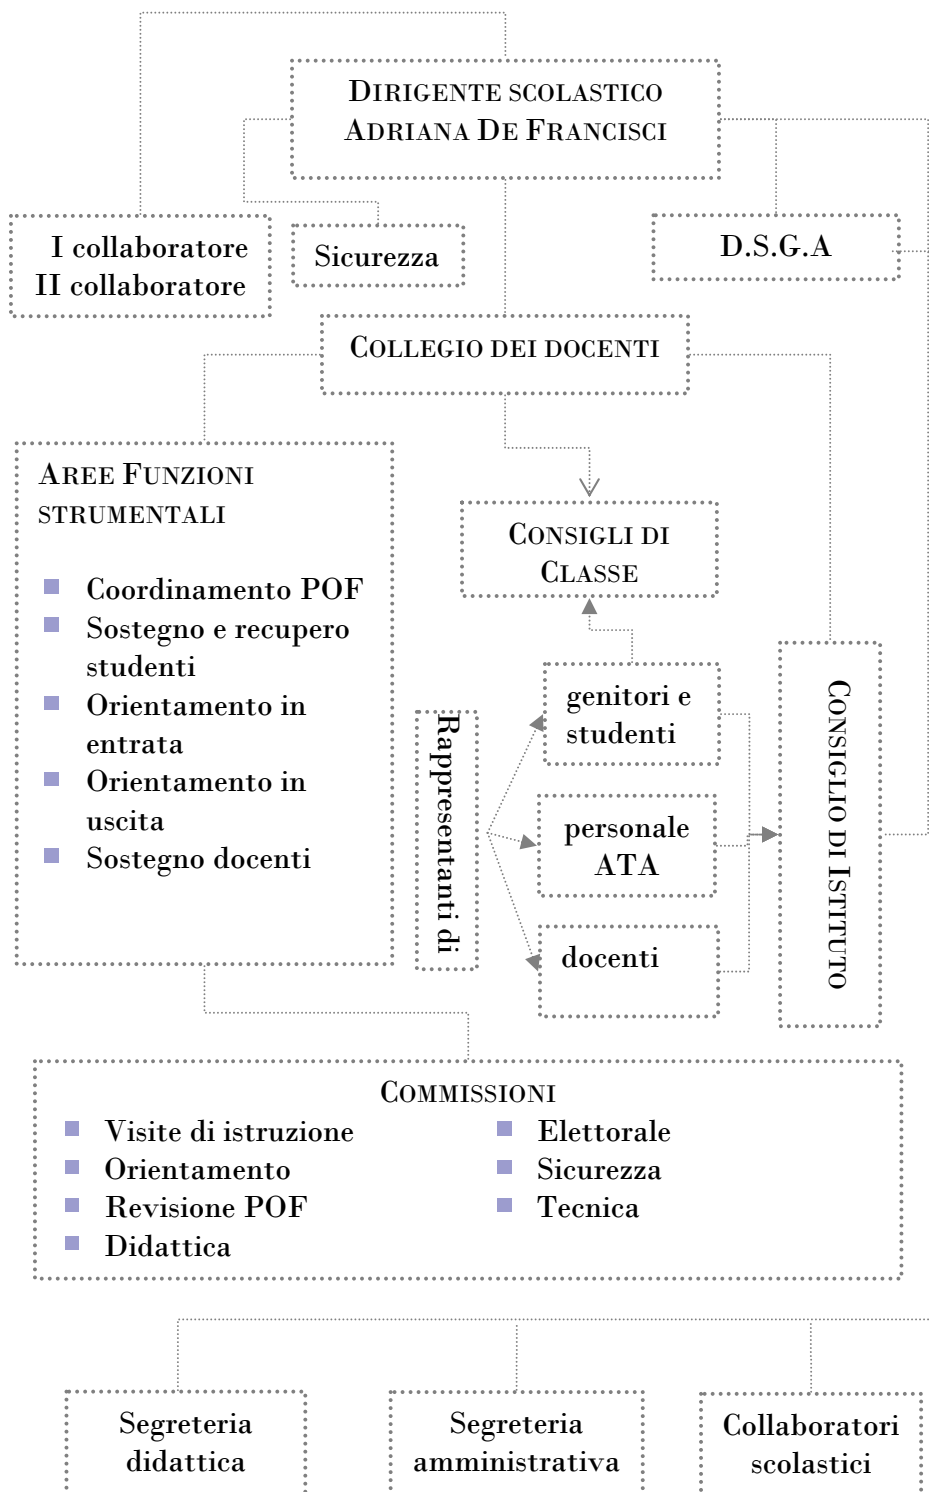 DIRIGENTE SCOLASTICO
ADRIANA DE FRANCISCI
I collaboratore
II collaboratore
Sicurezza
D.S.G.A
COLLEGIO DEI DOCENTI
AREE FUNZIONI
STRUMENTALI
Coordinamento POF
Sostegno e recupero
studenti
Orientamento in
entrata
Orientamento in
uscita
Sostegno docenti
CONSIGLI DI
CLASSE
Rappresentanti di
genitori e
studenti
personale
ATA
docenti
CONSIGLIO DI ISTITUTO
COMMISSIONI
Visite di istruzione
Orientamento
Revisione POF
Didattica
Elettorale
Sicurezza
Tecnica
Segreteria
didattica
Segreteria
amministrativa
Collaboratori
scolastici